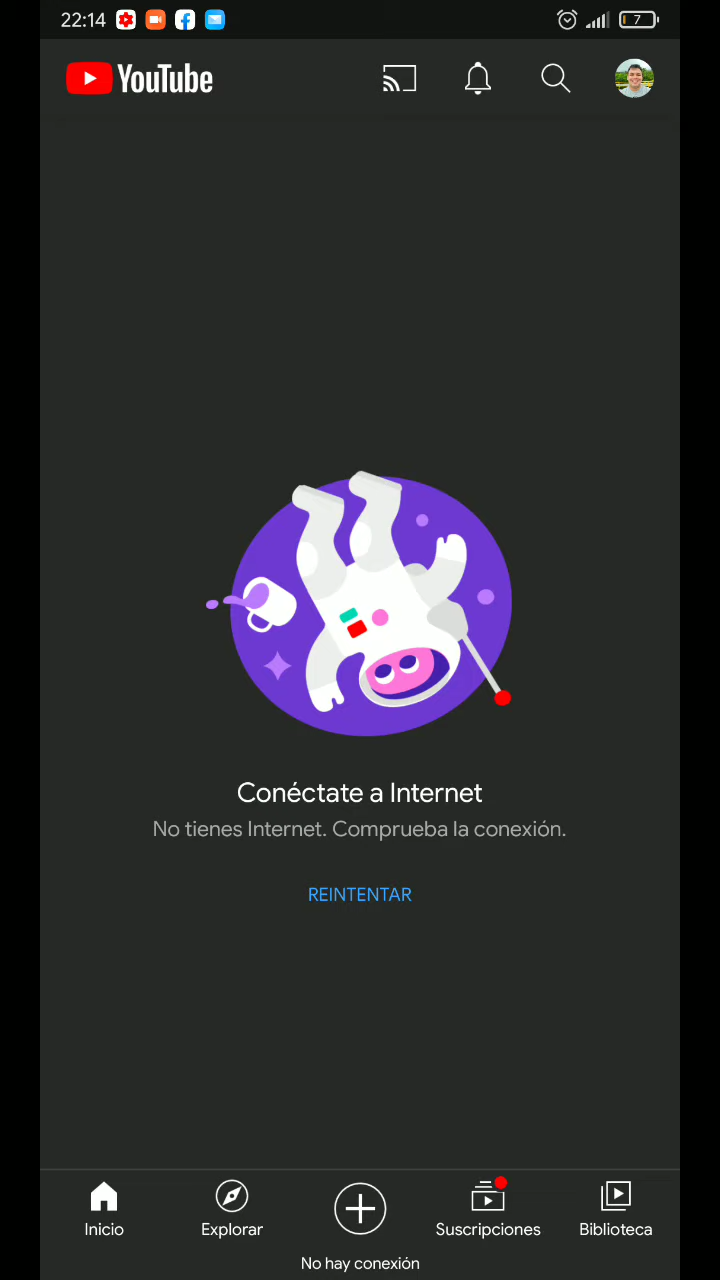 22:14
7
YouTube
Conéctate a Internet
No tienes Internet. Comprueba la conexión.
REINTENTAR
Inicio
Explorar
Suscripciones
Biblioteca
No hay conexión